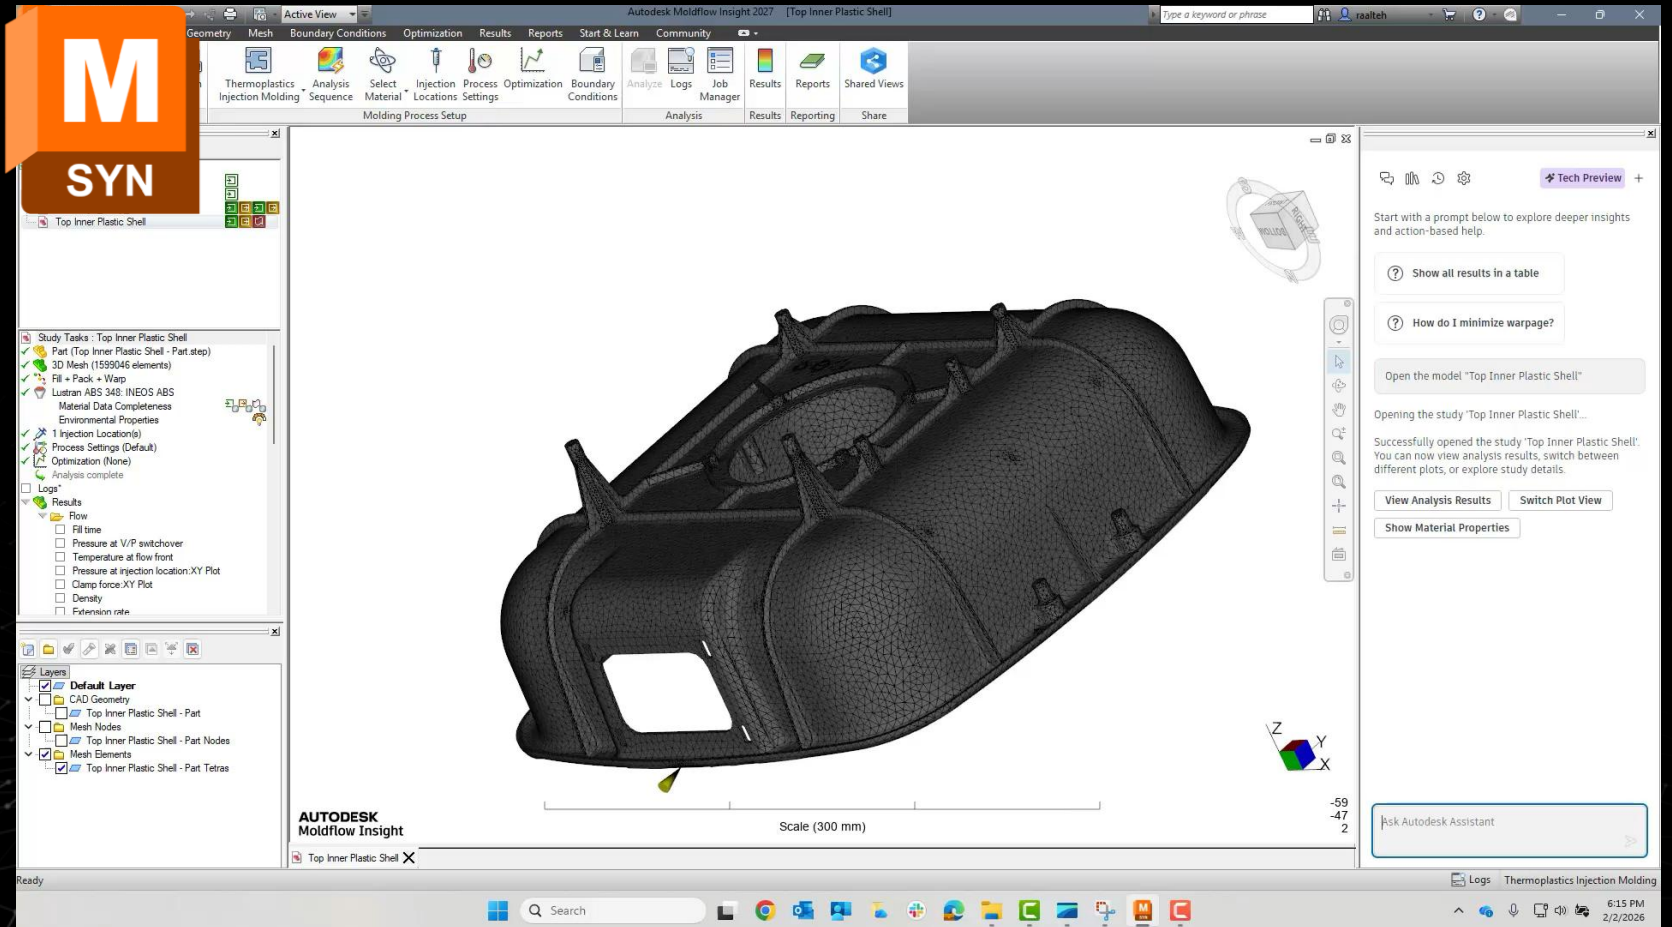 M
SYN
Active View
Autodesk Moldflow Insight 2027 [Top Inner Plastic Shell]
Type a keyword or phrase
raalteh
Geometry
Mesh
Boundary Conditions
Optimization
Results
Reports
Start & Learn
Community
Thermoplastics
Injection Molding
Analysis
Sequence
Select
Material
Injection
Locations
Process
Settings
Optimization
Boundary
Conditions
Analyze
Logs
Job
Manager
Results
Reports
Shared Views
Molding Process Setup
Analysis
Results
Reporting
Share
Top Inner Plastic Shell
Study Tasks : Top Inner Plastic Shell
Part (Top Inner Plastic Shell - Part.step)
3D Mesh (1599046 elements)
Fill + Pack + Warp
Lustran ABS 348: INEOS ABS
Material Data Completeness
Environmental Properties
1 Injection Location(s)
Process Settings (Default)
Optimization (None)
Analysis complete
Logs*
Results
Flow
Fill time
Pressure at V/P switchover
Temperature at flow front
Pressure at injection location:XY Plot
Clamp force:XY Plot
Density
Extension rate
Layers
Default Layer
CAD Geometry
Top Inner Plastic Shell - Part
Mesh Nodes
Top Inner Plastic Shell - Part Nodes
Mesh Elements
Top Inner Plastic Shell - Part Tetras
RIGHT
BOTTOM
Z
Y
X
-59
-47
2
Scale (300 mm)
AUTODESK
Moldflow Insight
Top Inner Plastic Shell
Tech Preview
Start with a prompt below to explore deeper insights
and action-based help.
Show all results in a table
How do I minimize warpage?
Open the model "Top Inner Plastic Shell"
Opening the study 'Top Inner Plastic Shell'...
Successfully opened the study 'Top Inner Plastic Shell'.
You can now view analysis results, switch between
different plots, or explore study details.
View Analysis Results
Switch Plot View
Show Material Properties
Ask Autodesk Assistant
Ready
Logs
Thermoplastics Injection Molding
Search
6:15 PM
2/2/2026